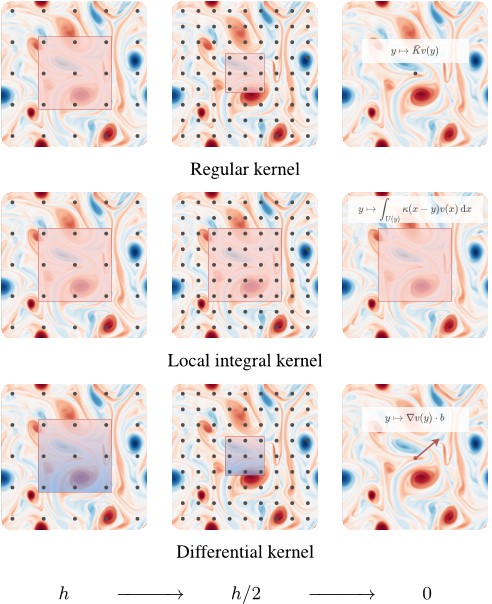 y ↦ K̄v(y)
Regular kernel
y ↦ ∫_{U(y)} κ(x − y)v(x) dx
Local integral kernel
y ↦ ∇v(y) · b
Differential kernel
h ⟶ h/2 ⟶ 0